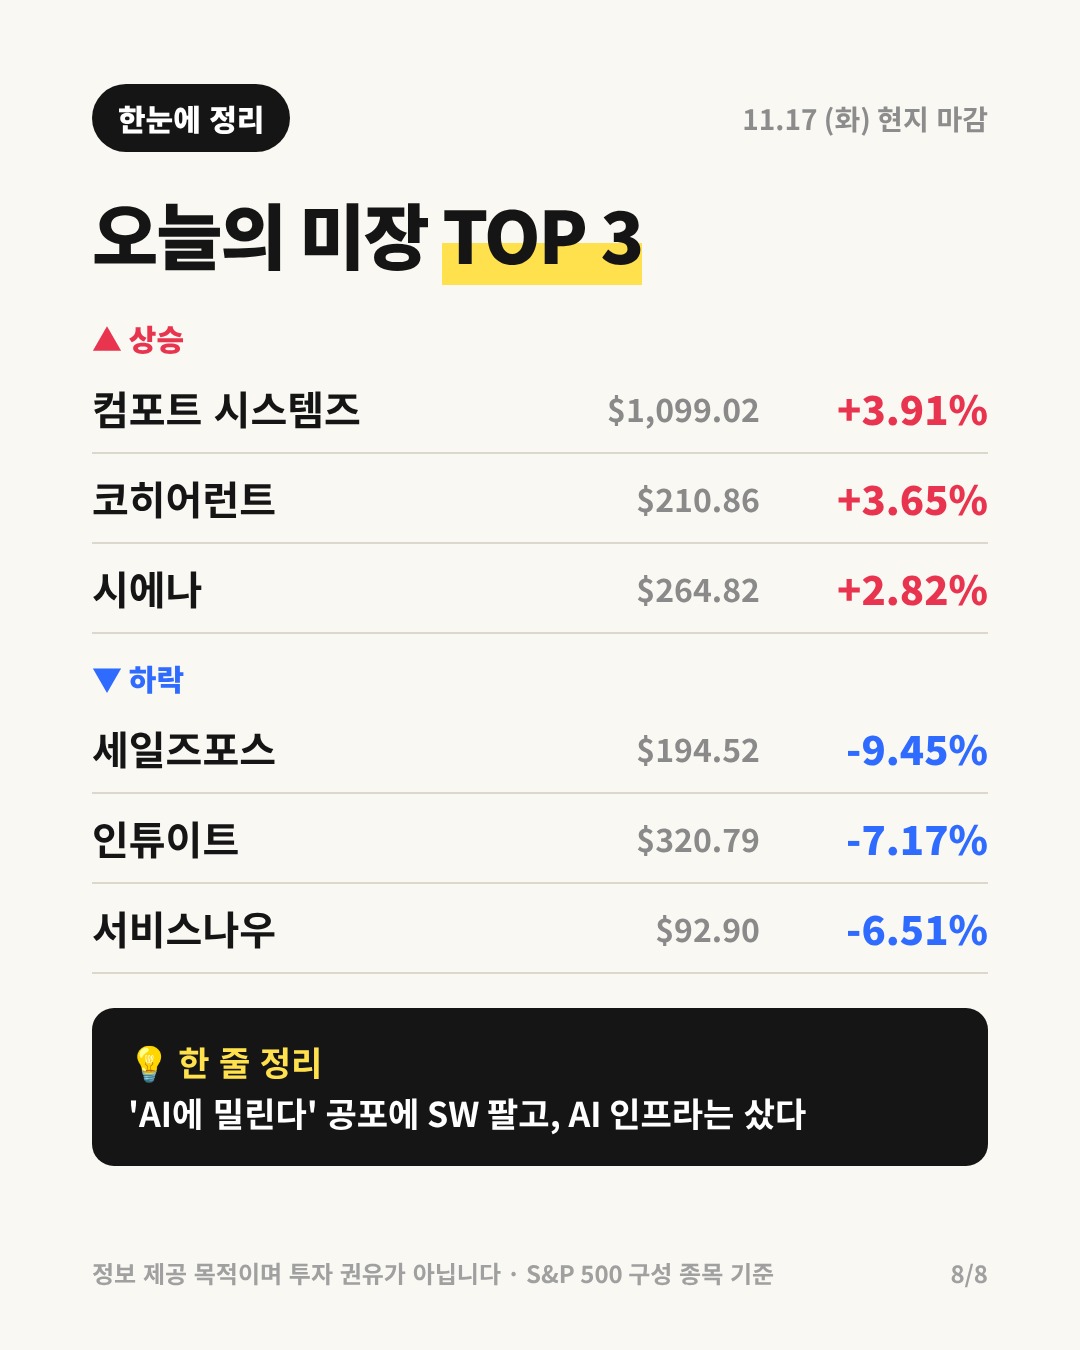 한눈에 정리
11.17 (화) 현지 마감
오늘의 미장 TOP 3
▲ 상승
컴포트 시스템즈 $1,099.02 +3.91%
코히어런트 $210.86 +3.65%
시에나 $264.82 +2.82%
▼ 하락
세일즈포스 $194.52 -9.45%
인튜이트 $320.79 -7.17%
서비스나우 $92.90 -6.51%
💡 한 줄 정리
'AI에 밀린다' 공포에 SW 팔고, AI 인프라는 샀다
정보 제공 목적이며 투자 권유가 아닙니다 · S&P 500 구성 종목 기준
8/8